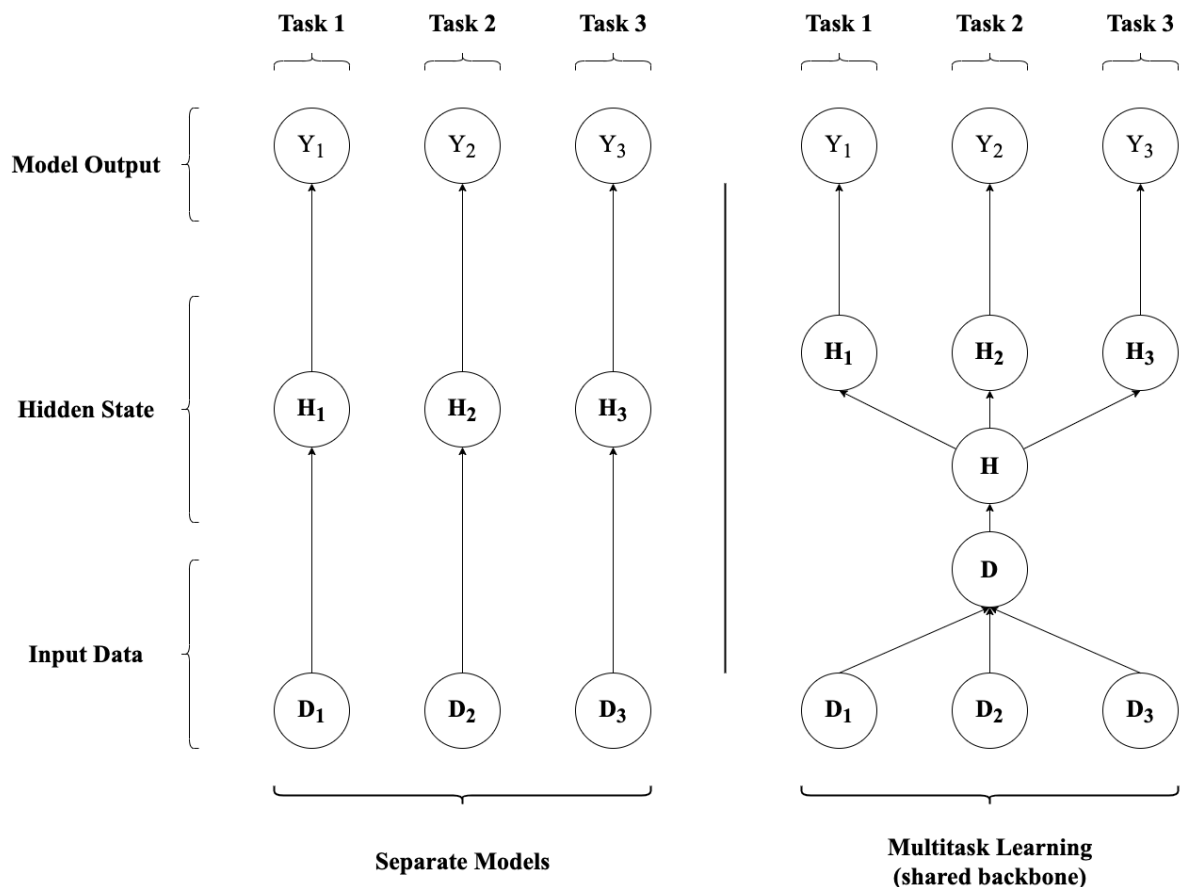 Task 1 Task 2 Task 3 Task 1 Task 2 Task 3
Model Output Y1 Y2 Y3 Y1 Y2 Y3
H1 H2 H3
Hidden State H1 H2 H3
H
D
Input Data
D1 D2 D3 D1 D2 D3
Separate Models
Multitask Learning
(shared backbone)